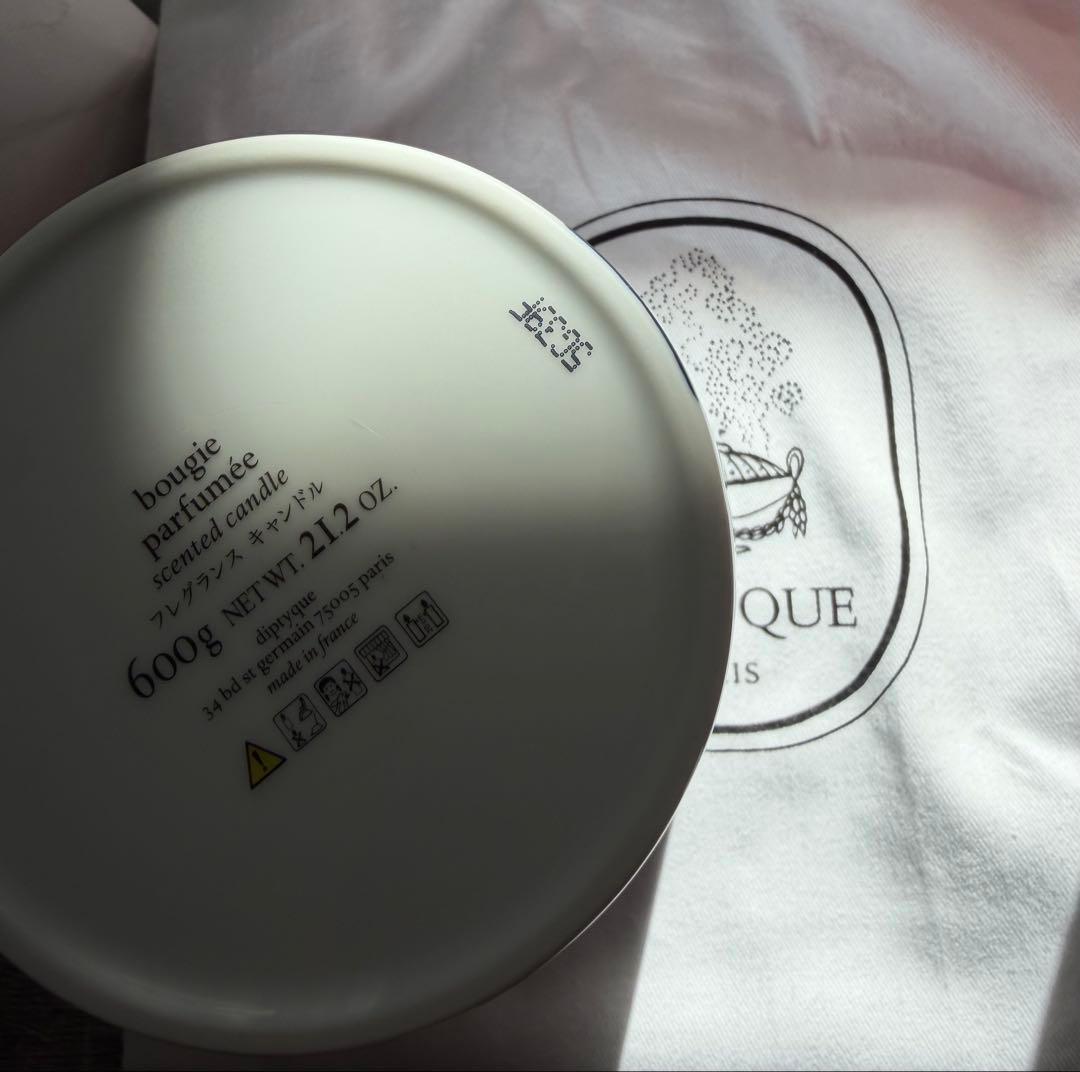 bougie
parfumée
scented candle
フレグランス キャンドル
600g NET WT. 21.2 OZ.
diptyque
34 bd st germain 75005 paris
made in france
QUE
IS